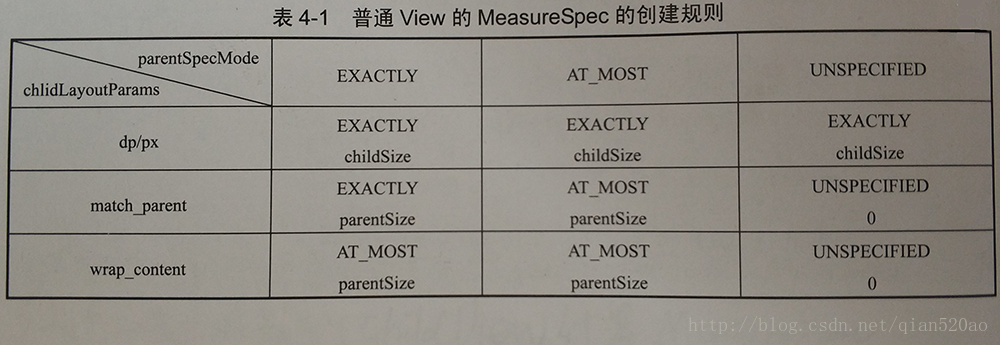 表 4-1 普通 View 的 MeasureSpec 的创建规则
parentSpecMode
chlidLayoutParams
EXACTLY
AT_MOST
UNSPECIFIED
dp/px
EXACTLY
childSize
EXACTLY
childSize
EXACTLY
childSize
match_parent
EXACTLY
parentSize
AT_MOST
parentSize
UNSPECIFIED
0
wrap_content
AT_MOST
parentSize
AT_MOST
parentSize
UNSPECIFIED
0
http://blog.csdn.net/qian520ao